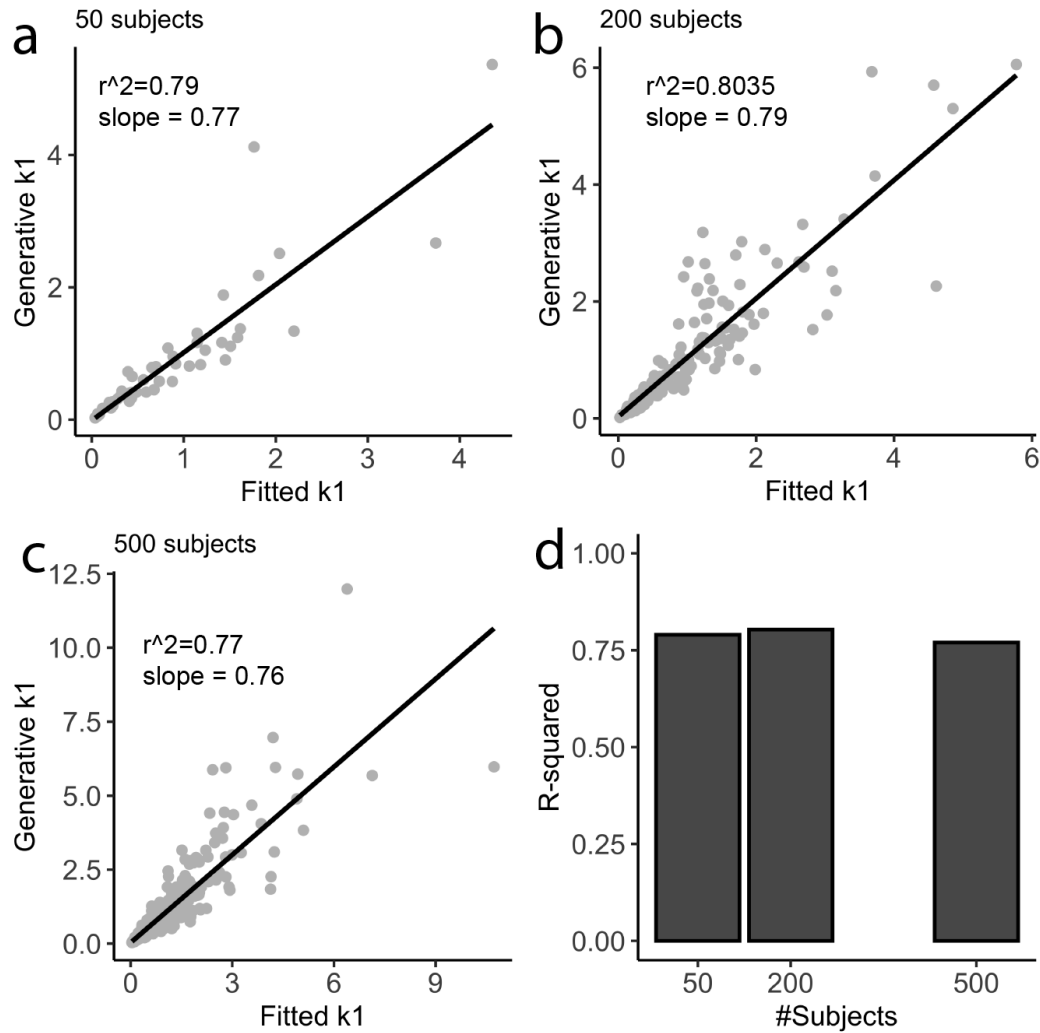 a
50 subjects
r^2=0.79
slope = 0.77
Generative k1
4
2
0
0 1 2 3 4
Fitted k1
b
200 subjects
r^2=0.8035
slope = 0.79
Generative k1
6
4
2
0
0 2 4 6
Fitted k1
c
500 subjects
r^2=0.77
slope = 0.76
Generative k1
12.5
10.0
7.5
5.0
2.5
0.0
0 3 6 9
Fitted k1
d
R-squared
1.00
0.75
0.50
0.25
0.00
50 200 500
#Subjects